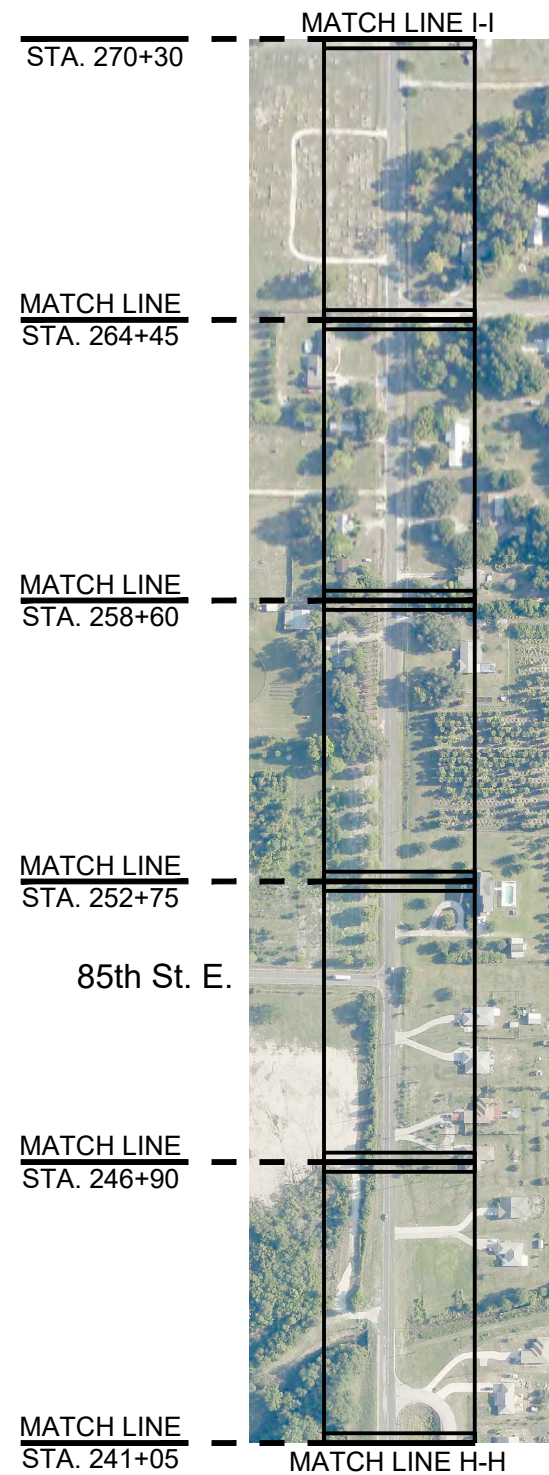 MATCH LINE I-I
STA. 270+30
MATCH LINE
STA. 264+45
MATCH LINE
STA. 258+60
MATCH LINE
STA. 252+75
85th St. E.
MATCH LINE
STA. 246+90
MATCH LINE
STA. 241+05
MATCH LINE H-H